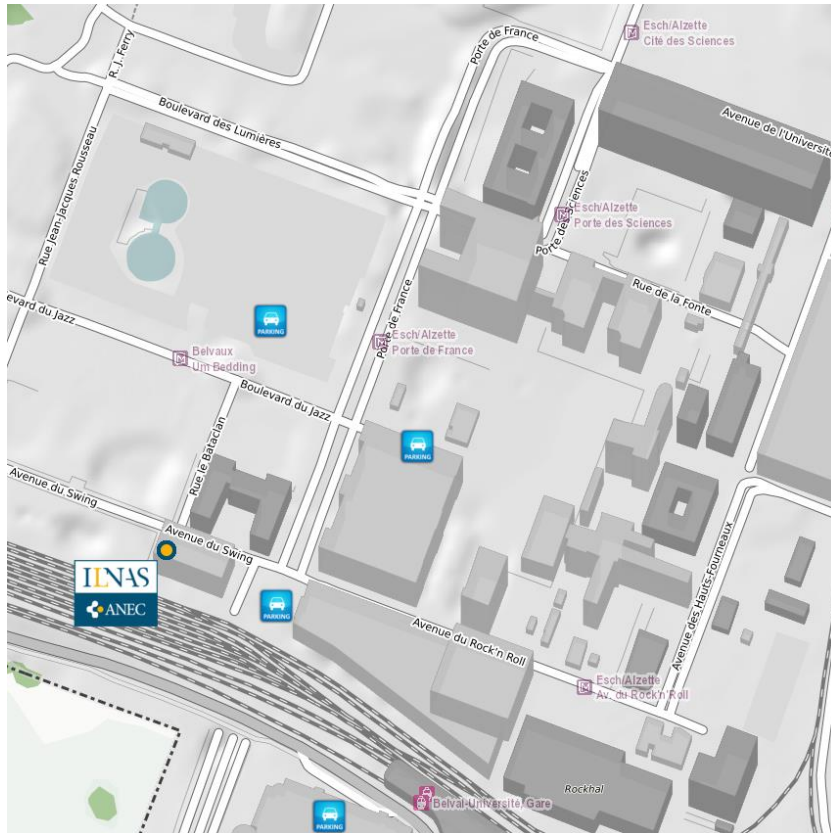 Esch/Alzette
Cité des Sciences
Porte de France
R. J. Ferry
Boulevard des Lumières
Avenue de l'Université
Rue Jean-Jacques Rousseau
Esch/Alzette
Porte des Sciences
Porte des Sciences
Rue de la Fonte
evard du Jazz
PARKING
Porte de France
Esch/Alzette
Porte de France
Belvaux
Um Bedding
Boulevard du Jazz
PARKING
Rue le Bataclan
Avenue du Swing
Avenue du Swing
ILNAS
ANEC
PARKING
Avenue du Rock'n Roll
Avenue des Hauts-Fourneaux
Esch/Alzette
Av. du Rock'n'Roll
Rockhal
Belval-Université, Gare
PARKING